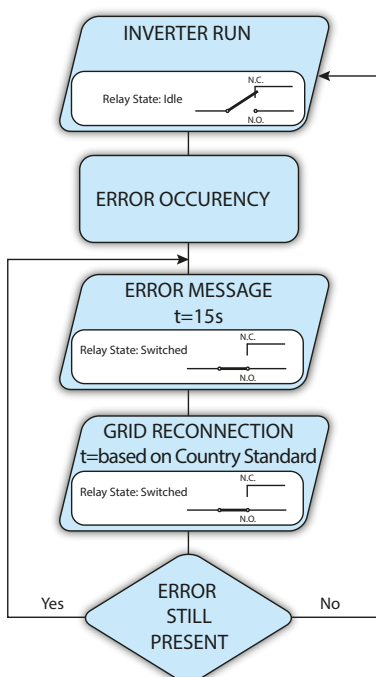 INVERTER RUN
N.C.
Relay State: Idle
N.O.
ERROR OCCURENCY
ERROR MESSAGE
t=15s
N.C.
Relay State: Switched
N.O.
GRID RECONNECTION
t=based on Country Standard
N.C.
Relay State: Switched
N.O.
Yes
ERROR
STILL
PRESENT
No